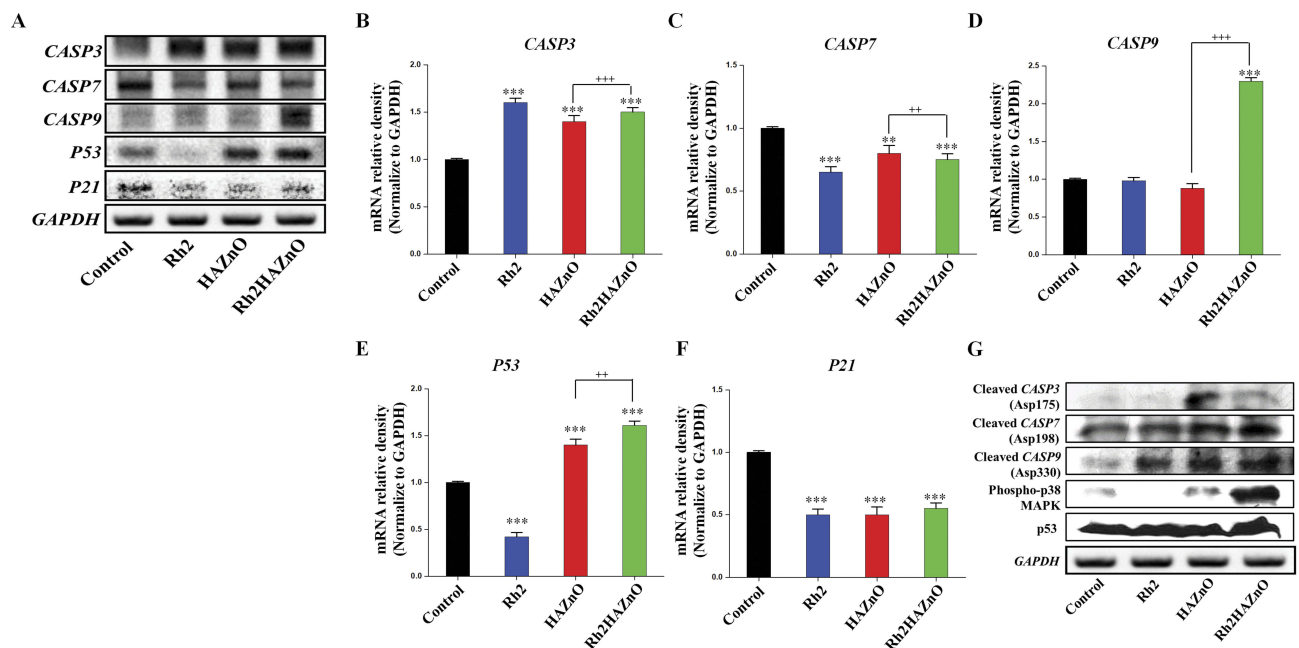 A
CASP3
CASP7
CASP9
P53
P21
GAPDH
Control
Rh2
HAZnO
Rh2HAZnO
B
CASP3
mRNA relative density
(Normalize to GAPDH)
2.0
1.5
1.0
0.5
0.0
***
***
+++
***
Control
Rh2
HAZnO
Rh2HAZnO
C
CASP7
mRNA relative density
(Normalize to GAPDH)
1.5
1.0
0.5
0.0
***
**
++
***
Control
Rh2
HAZnO
Rh2HAZnO
D
CASP9
mRNA relative density
(Normalize to GAPDH)
2.5
2.0
1.5
1.0
0.5
0.0
+++
***
Control
Rh2
HAZnO
Rh2HAZnO
E
P53
mRNA relative density
(Normalize to GAPDH)
2.0
1.5
1.0
0.5
0.0
***
***
++
***
Control
Rh2
HAZnO
Rh2HAZnO
F
P21
mRNA relative density
(Normalize to GAPDH)
1.5
1.0
0.5
0.0
***
***
***
Control
Rh2
HAZnO
Rh2HAZnO
G
Cleaved CASP3
(Asp175)
Cleaved CASP7
(Asp198)
Cleaved CASP9
(Asp330)
Phospho-p38
MAPK
p53
GAPDH
Control
Rh2
HAZnO
Rh2HAZnO